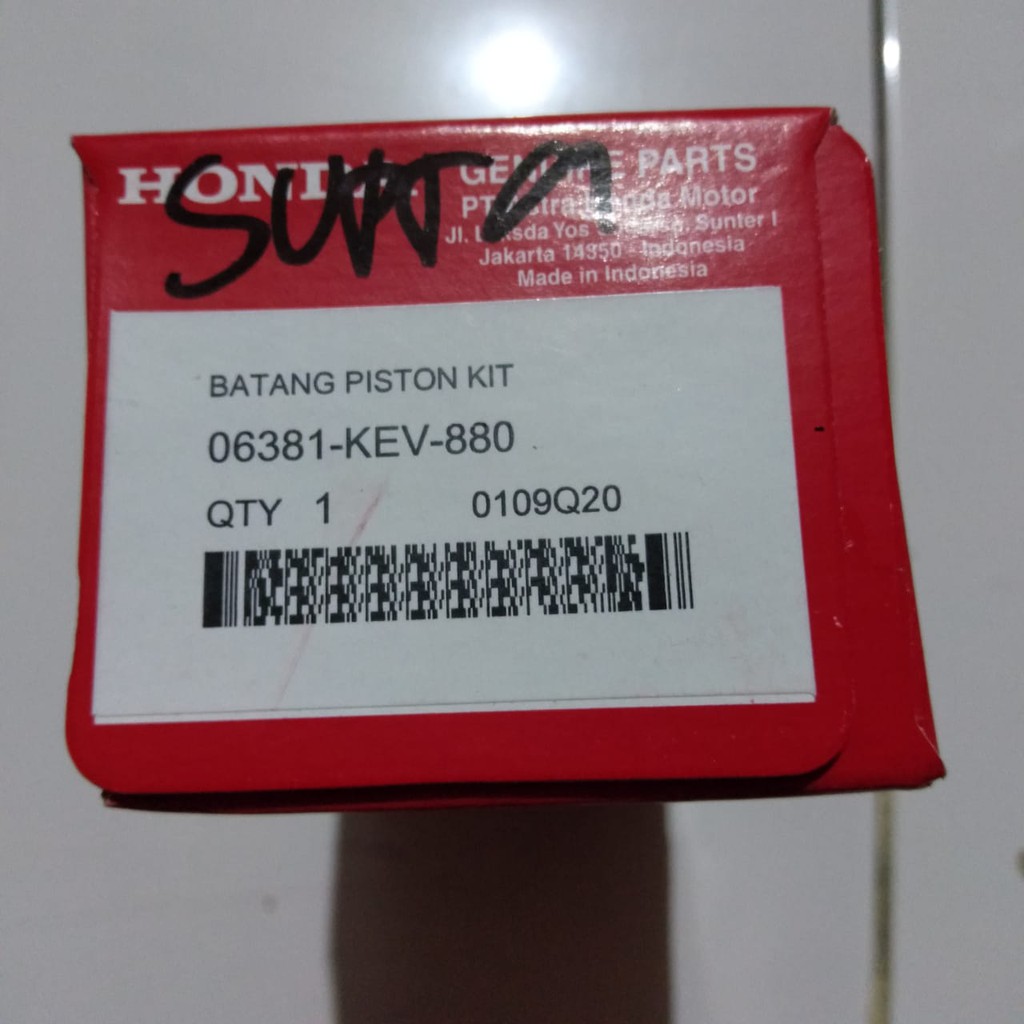 HONDA
SUPRA
GENUINE PARTS
PT Astra Honda Motor
Jl. Laksda Yos Sunter I
Jakarta 14350 - Indonesia
Made in Indonesia
BATANG PISTON KIT
06381-KEV-880
QTY 1 0109Q20